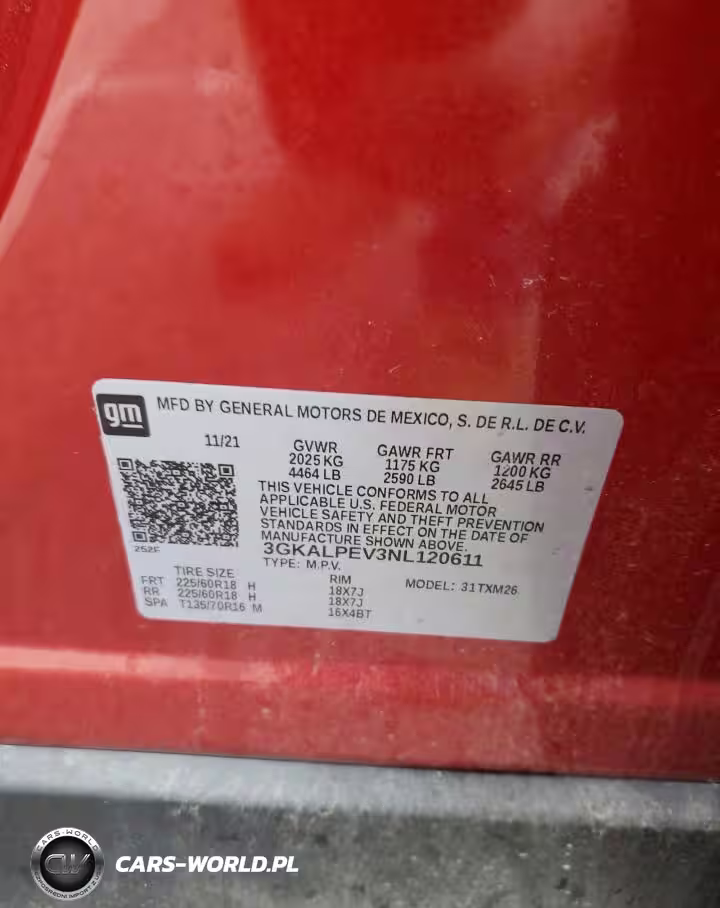 gm
MFD BY GENERAL MOTORS DE MEXICO, S. DE R.L. DE C.V.
11/21
GVWR GAWR FRT GAWR RR
2025 KG 1175 KG 1200 KG
4464 LB 2590 LB 2645 LB
THIS VEHICLE CONFORMS TO ALL
APPLICABLE U.S. FEDERAL MOTOR
VEHICLE SAFETY AND THEFT PREVENTION
STANDARDS IN EFFECT ON THE DATE OF
MANUFACTURE SHOWN ABOVE.
252F
3GKALPEV3NL120611
TYPE: M.P.V.
TIRE SIZE RIM MODEL: 31TXM26
FRT 225/60R18 H 18X7J
RR 225/60R18 H 18X7J
SPA T135/70R16 M 16X4BT
CARS-WORLD
CW
CARS-WORLD.PL